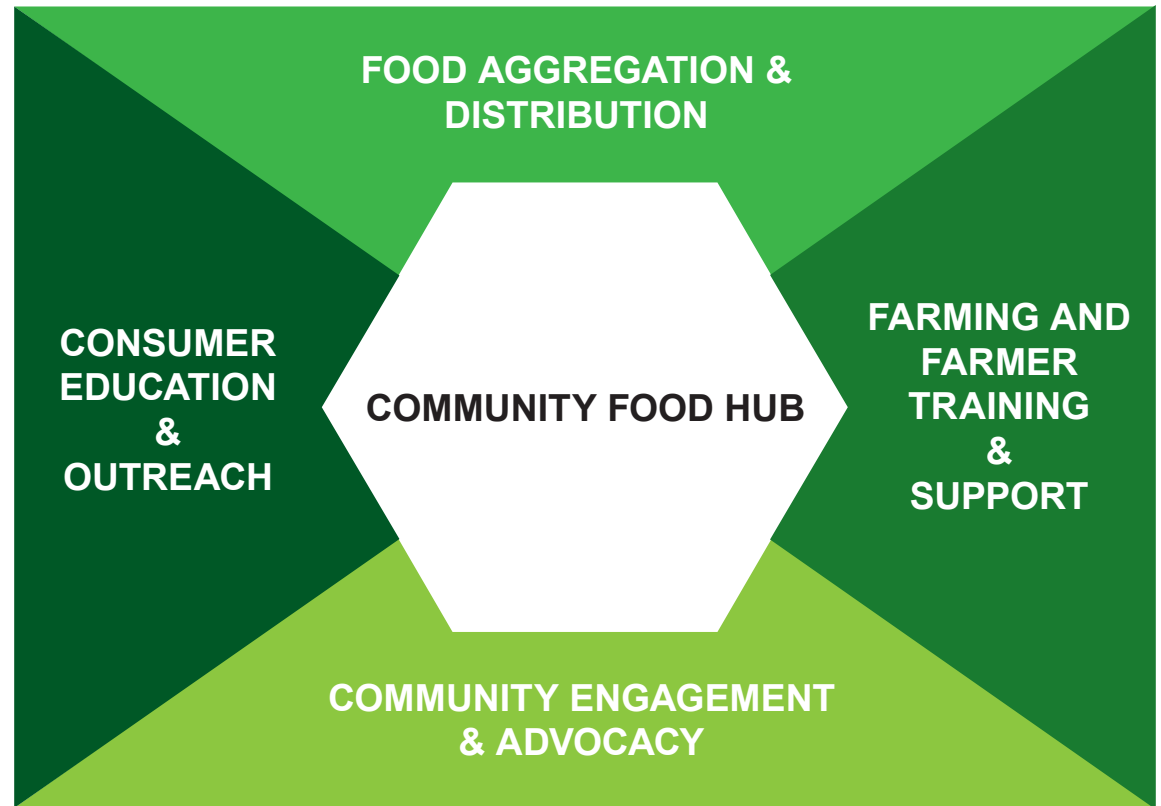 FOOD AGGREGATION &
DISTRIBUTION
CONSUMER
EDUCATION
&
OUTREACH
COMMUNITY FOOD HUB
FARMING AND
FARMER
TRAINING
&
SUPPORT
COMMUNITY ENGAGEMENT
& ADVOCACY